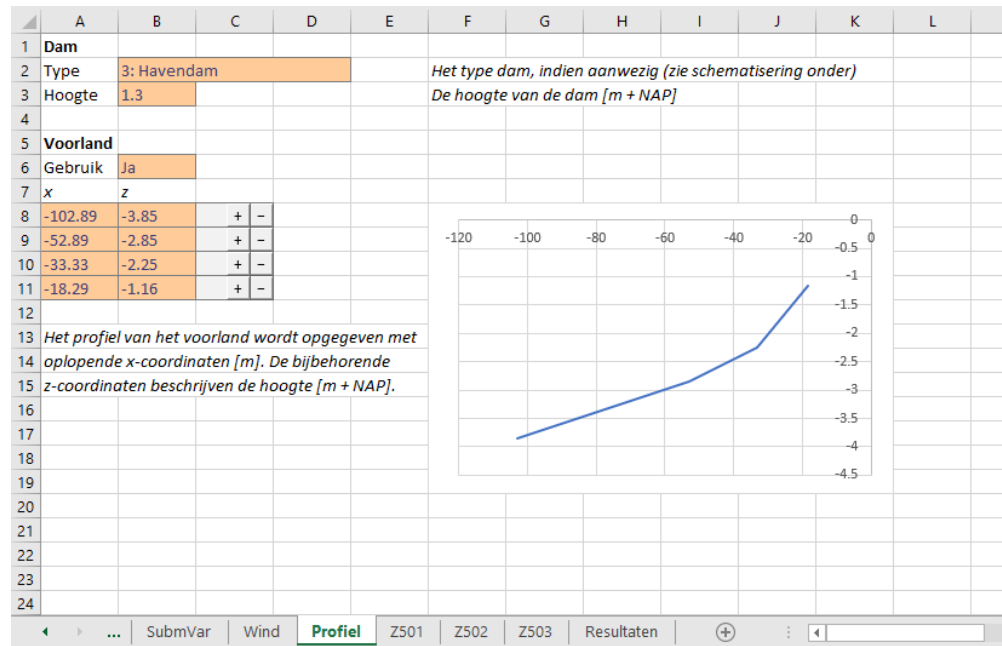 A B C D E F G H I J K L
1 Dam
2 Type 3: Havendam Het type dam, indien aanwezig (zie schematisering onder)
3 Hoogte 1.3 De hoogte van de dam [m + NAP]
4
5 Voorland
6 Gebruik Ja
7 x z
8 -102.89 -3.85 + −
9 -52.89 -2.85 + −
10 -33.33 -2.25 + −
11 -18.29 -1.16 + −
12
13 Het profiel van het voorland wordt opgegeven met
14 oplopende x-coordinaten [m]. De bijbehorende
15 z-coordinaten beschrijven de hoogte [m + NAP].
16
17
18
19
20
21
22
23
24
0
-120 -100 -80 -60 -40 -20 0
-0.5
-1
-1.5
-2
-2.5
-3
-3.5
-4
-4.5
... SubmVar Wind Profiel Z501 Z502 Z503 Resultaten